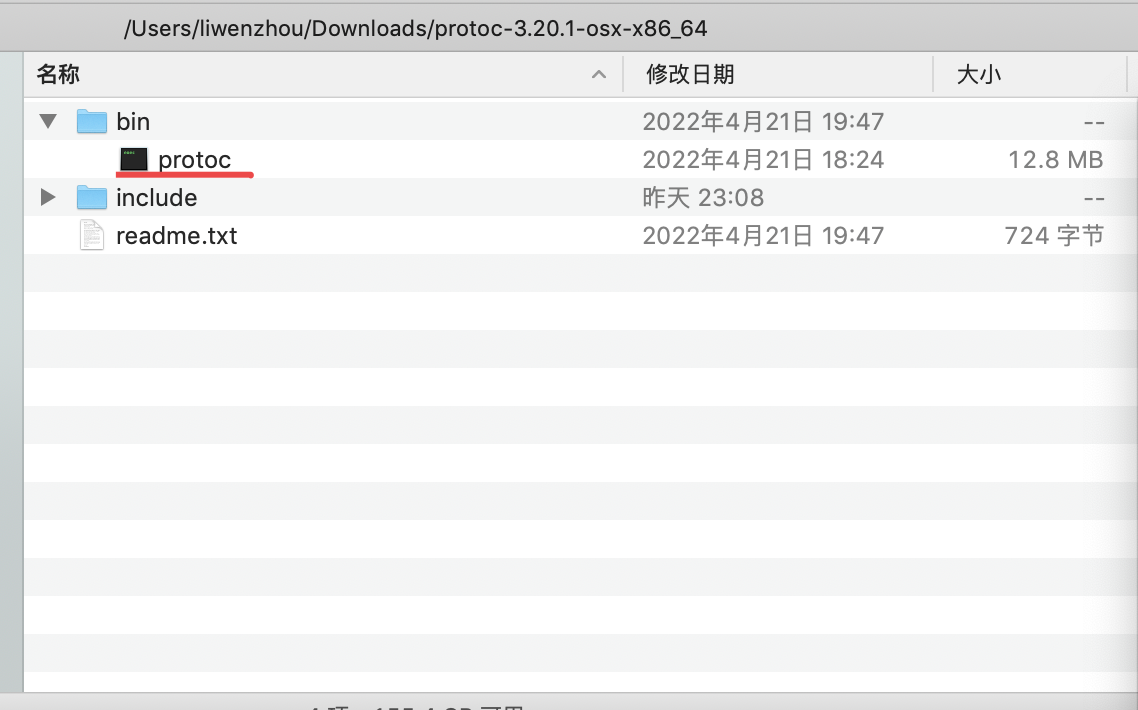 /Users/liwenzhou/Downloads/protoc-3.20.1-osx-x86_64
名称 修改日期 大小
bin 2022年4月21日 19:47 --
protoc 2022年4月21日 18:24 12.8 MB
include 昨天 23:08 --
readme.txt 2022年4月21日 19:47 724 字节